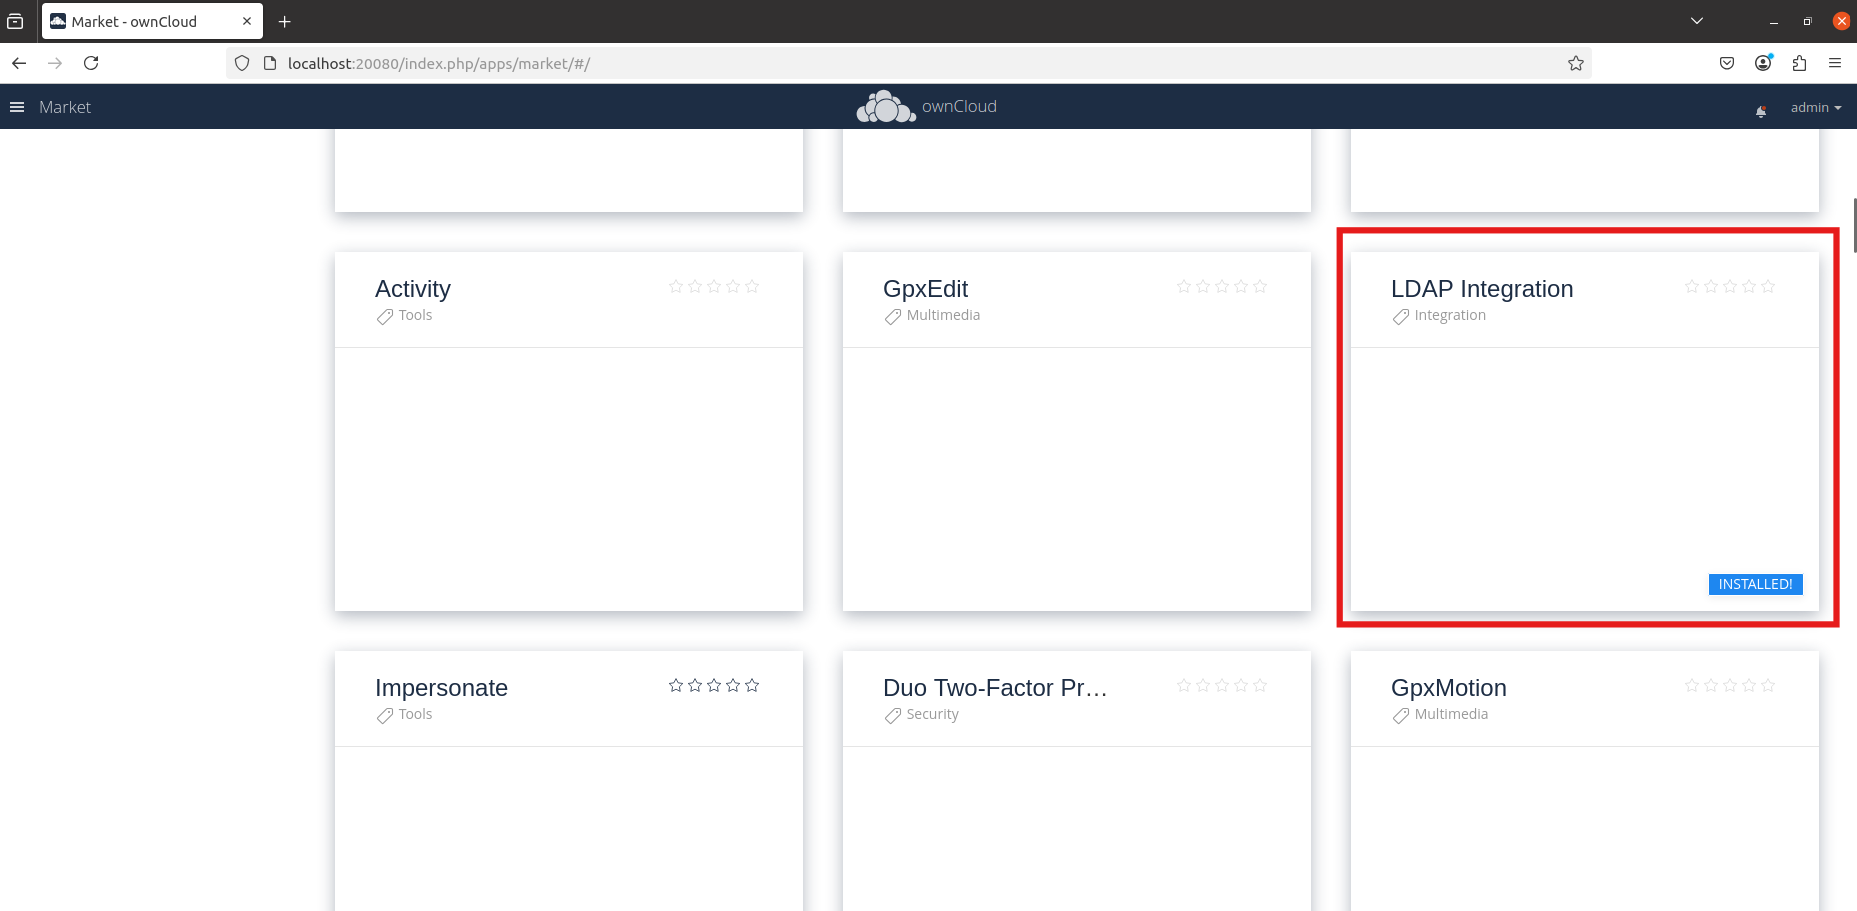 Market - ownCloud
localhost:20080/index.php/apps/market/#/
Market
ownCloud
admin
Activity
Tools
GpxEdit
Multimedia
LDAP Integration
Integration
INSTALLED!
Impersonate
Tools
Duo Two-Factor Pr...
Security
GpxMotion
Multimedia